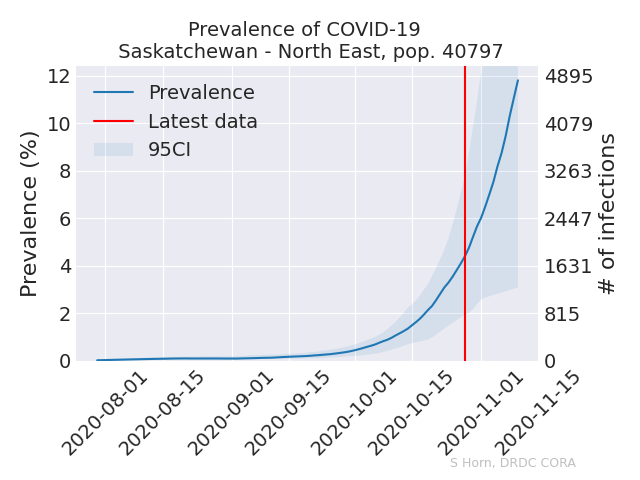 Prevalence of COVID-19
Saskatchewan - North East, pop. 40797
Prevalence
Latest data
95CI
Prevalence (%)
12
10
8
6
4
2
0
4895
4079
3263
2447
1631
815
0
# of infections
2020-08-01
2020-08-15
2020-09-01
2020-09-15
2020-10-01
2020-10-15
2020-11-01
2020-11-15
S Horn, DRDC CORA